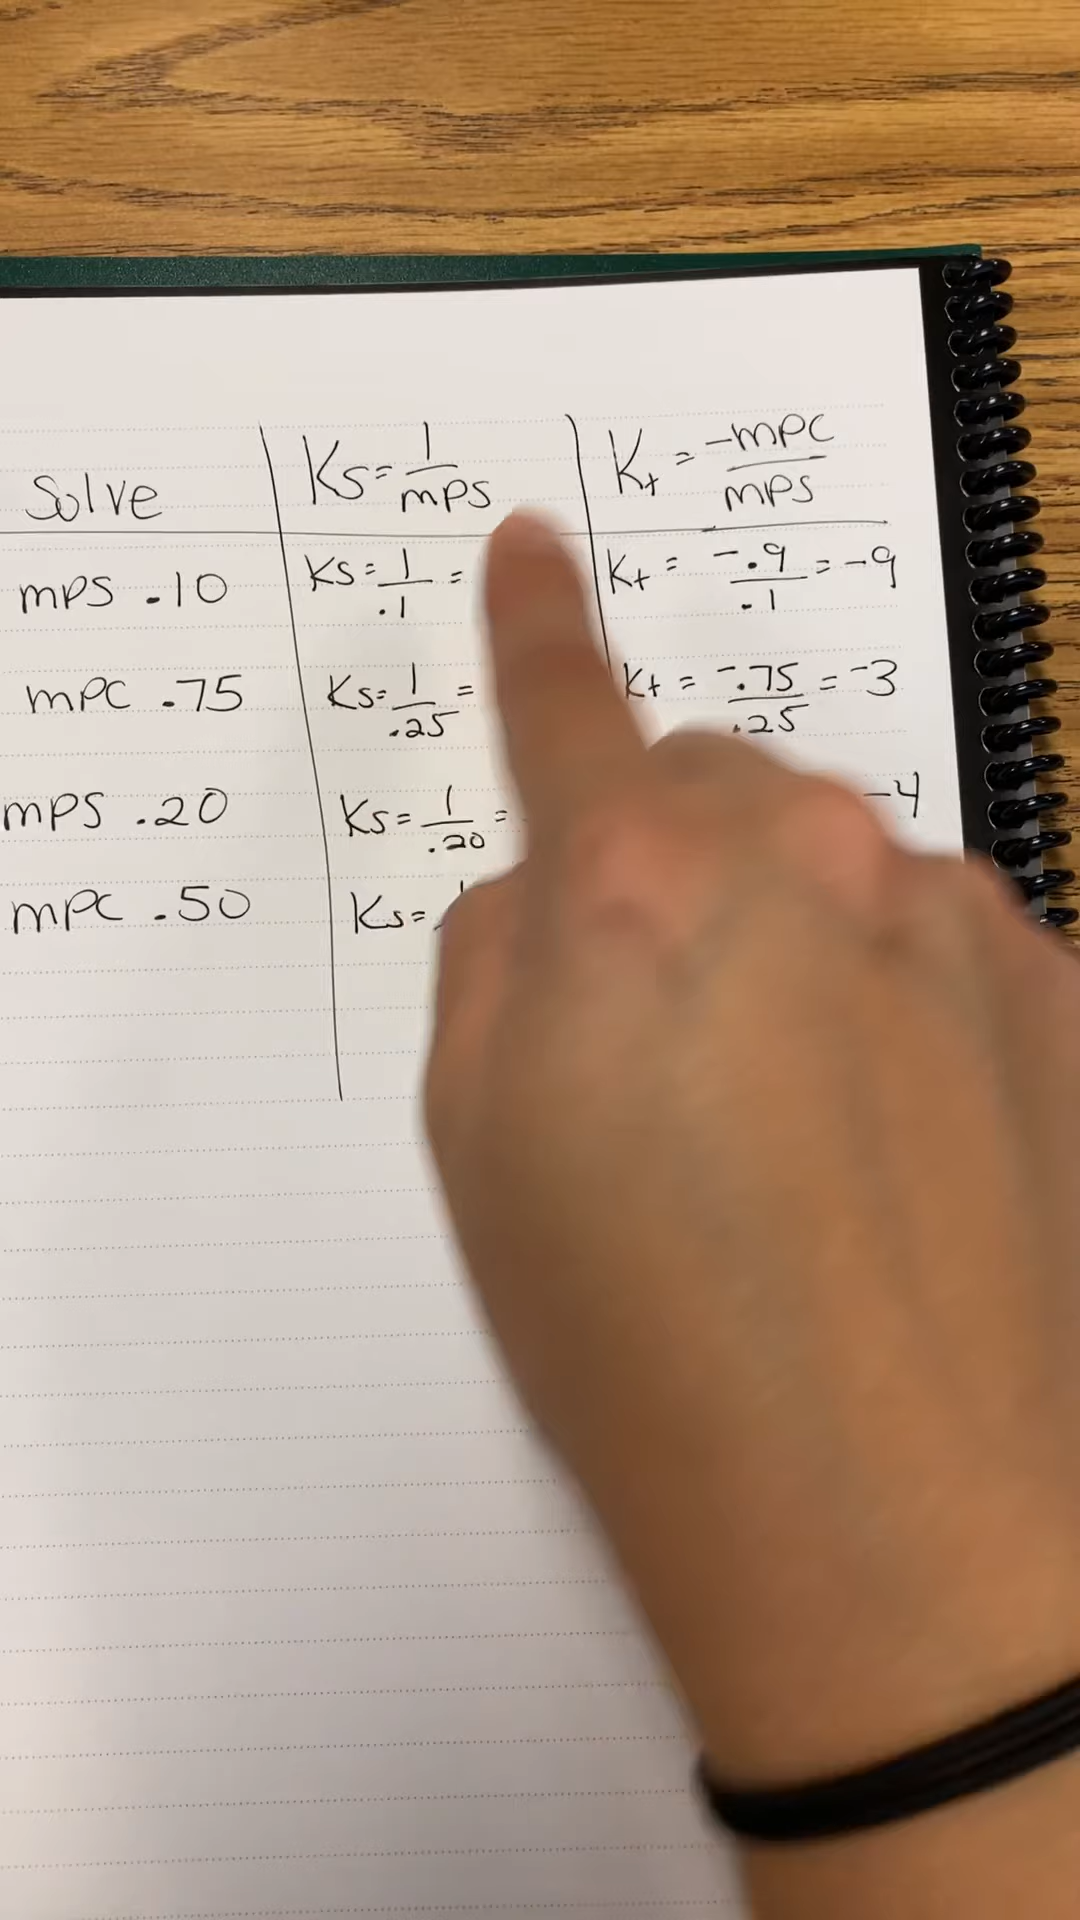 Solve Ks = 1/mps Kt = -mpc/mps
mps .10 Ks = 1/.1 = Kt = -.9/.1 = -9
mpc .75 Ks = 1/.25 = Kt = -.75/.25 = -3
mps .20 Ks = 1/.20 = -4
mpc .50 Ks =